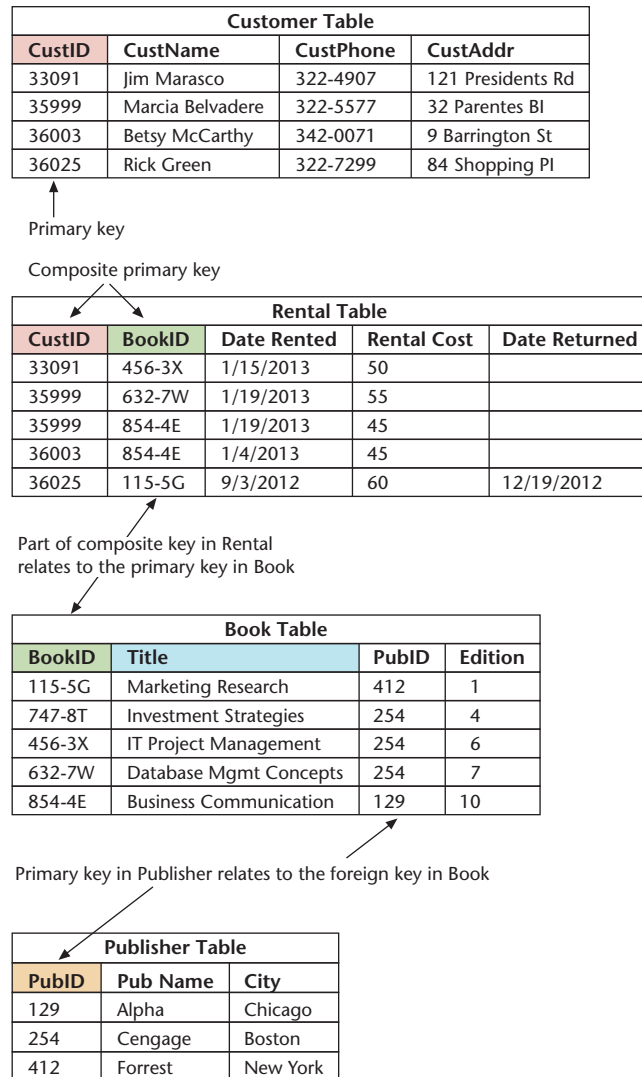 Customer Table
CustID CustName CustPhone CustAddr
33091 Jim Marasco 322-4907 121 Presidents Rd
35999 Marcia Belvadere 322-5577 32 Parentes Bl
36003 Betsy McCarthy 342-0071 9 Barrington St
36025 Rick Green 322-7299 84 Shopping Pl
Primary key
Composite primary key
Rental Table
CustID BookID Date Rented Rental Cost Date Returned
33091 456-3X 1/15/2013 50
35999 632-7W 1/19/2013 55
35999 854-4E 1/19/2013 45
36003 854-4E 1/4/2013 45
36025 115-5G 9/3/2012 60 12/19/2012
Part of composite key in Rental
relates to the primary key in Book
Book Table
BookID Title PubID Edition
115-5G Marketing Research 412 1
747-8T Investment Strategies 254 4
456-3X IT Project Management 254 6
632-7W Database Mgmt Concepts 254 7
854-4E Business Communication 129 10
Primary key in Publisher relates to the foreign key in Book
Publisher Table
PubID Pub Name City
129 Alpha Chicago
254 Cengage Boston
412 Forrest New York